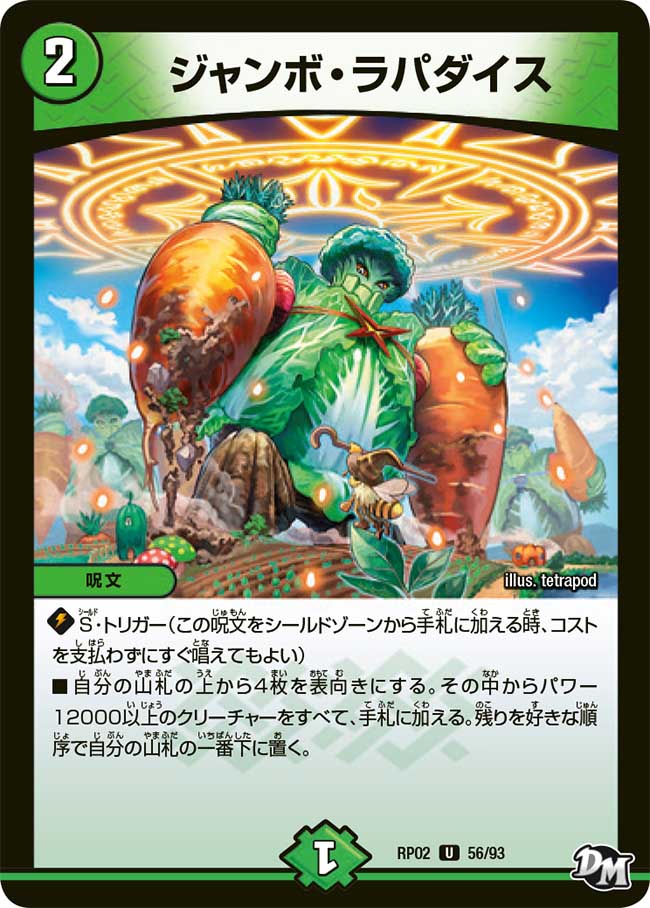 2
ジャンボ・ラパダイス
呪文
illus. tetrapod
S・トリガー(この呪文をシールドゾーンから手札に加える時、コスト
を支払わずにすぐ唱えてもよい)
■自分の山札の上から4枚を表向きにする。その中からパワー
12000以上のクリーチャーをすべて、手札に加える。残りを好きな順
序で自分の山札の一番下に置く。
1
RP02 U 56/93
DM